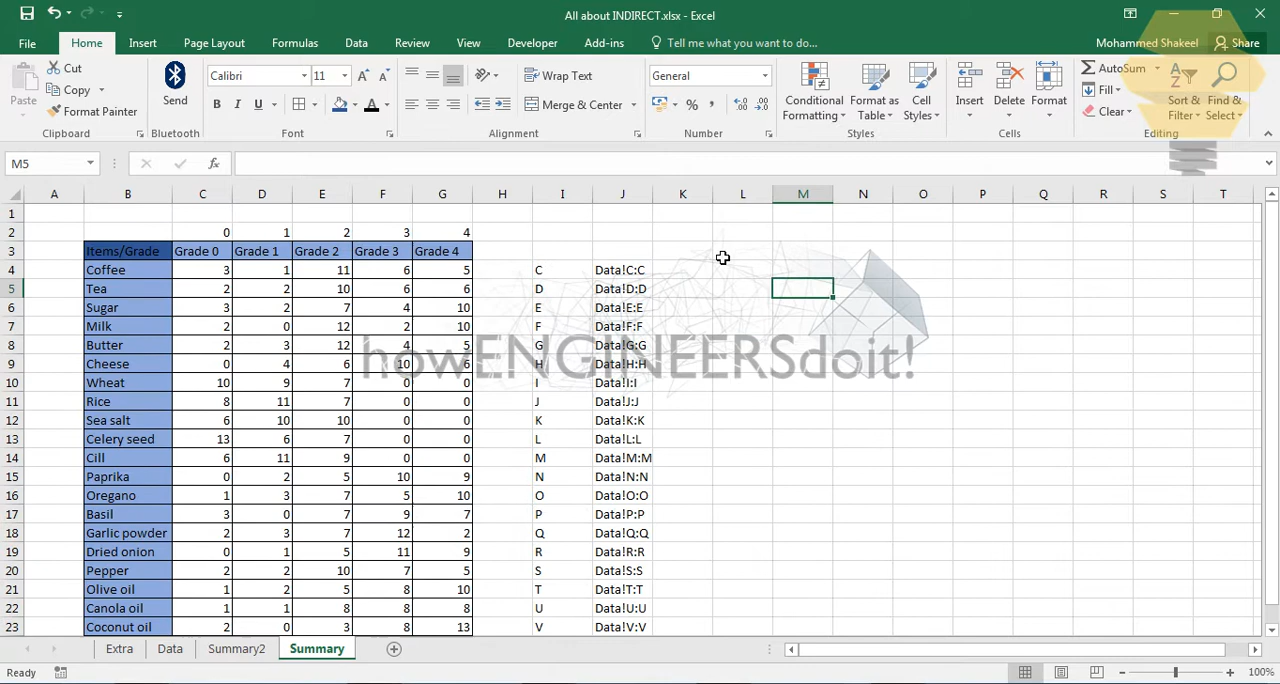 All about INDIRECT.xlsx - Excel
File Home Insert Page Layout Formulas Data Review View Developer Add-ins Tell me what you want to do... Mohammed Shakeel Share
Paste Cut Copy Format Painter Clipboard
Send Bluetooth
Calibri 11 B I U A Font
Wrap Text Merge & Center Alignment
General % , Number
Conditional Formatting Format as Table Cell Styles Styles
Insert Delete Format Cells
AutoSum Fill Clear Sort & Filter Find & Select Editing
M5 fx
A B C D E F G H I J K L M N O P Q R S T
1
2 0 1 2 3 4
3 Items/Grade Grade 0 Grade 1 Grade 2 Grade 3 Grade 4
4 Coffee 3 1 11 6 5 C Data!C:C
5 Tea 2 2 10 6 6 D Data!D:D
6 Sugar 3 2 7 4 10 E Data!E:E
7 Milk 2 0 12 2 10 F Data!F:F
8 Butter 2 3 12 4 5 G Data!G:G
howENGINEERSdoit!
9 Cheese 0 4 6 10 6 H Data!H:H
10 Wheat 10 9 7 0 0 I Data!I:I
11 Rice 8 11 7 0 0 J Data!J:J
12 Sea salt 6 10 10 0 0 K Data!K:K
13 Celery seed 13 6 7 0 0 L Data!L:L
14 Cill 6 11 9 0 0 M Data!M:M
15 Paprika 0 2 5 10 9 N Data!N:N
16 Oregano 1 3 7 5 10 O Data!O:O
17 Basil 3 0 7 9 7 P Data!P:P
18 Garlic powder 2 3 7 12 2 Q Data!Q:Q
19 Dried onion 0 1 5 11 9 R Data!R:R
20 Pepper 2 2 10 7 5 S Data!S:S
21 Olive oil 1 2 5 8 10 T Data!T:T
22 Canola oil 1 1 8 8 8 U Data!U:U
23 Coconut oil 2 0 3 8 13 V Data!V:V
Extra Data Summary2 Summary
Ready 100%